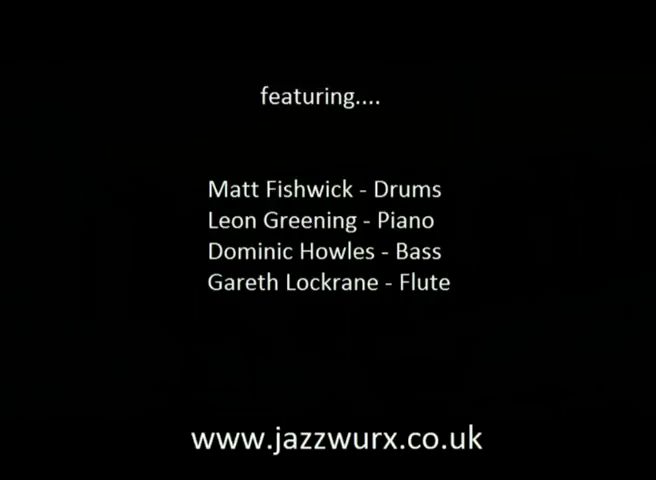 featuring....
Matt Fishwick - Drums
Leon Greening - Piano
Dominic Howles - Bass
Gareth Lockrane - Flute
www.jazzwurx.co.uk